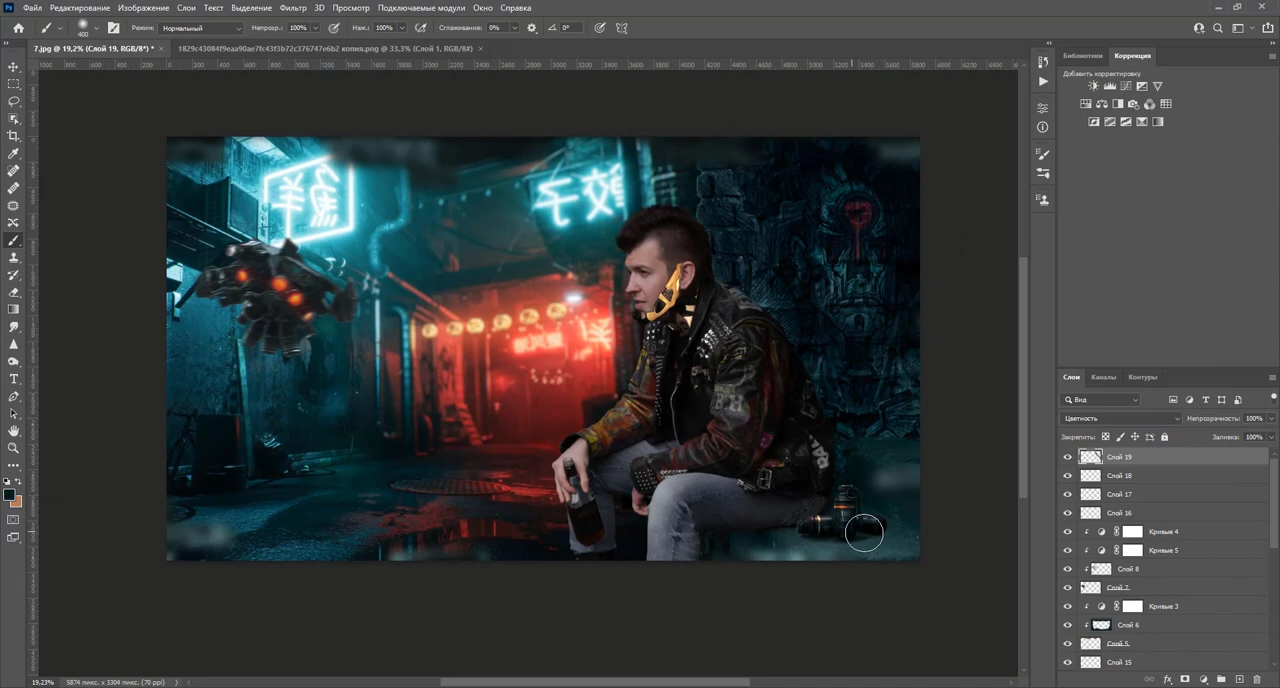 Файл Редактирование Изображение Слои Текст Выделение Фильтр 3D Просмотр Подключаемые модули Окно Справка
400 Режим: Нормальный Непрозр.: 100% Наж.: 100% Сглаживание: 0% 0°
7.jpg @ 19,2% (Слой 19, RGB/8*) * × 1829c43084f9eaa90ae7fc43f3b72c376747e6b2 копия.png @ 33,3% (Слой 1, RGB/8#) ×
Библиотеки Коррекция
Добавить корректировку
Слои Каналы Контуры
Вид
Цветность Непрозрачность: 100%
Закрепить: Заливка: 100%
Слой 19
Слой 18
Слой 17
Слой 16
Кривые 4
Кривые 5
Слой 8
Слой 7
Кривые 3
Слой 6
Слой 5
Слой 15
19,23% 5874 пикс. x 3304 пикс. (70 ppi)